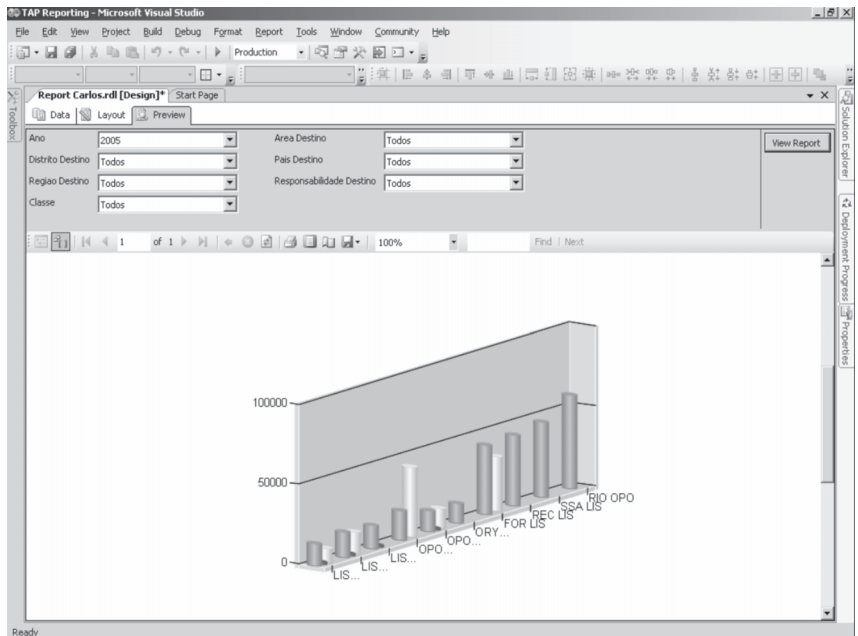 TAP Reporting - Microsoft Visual Studio
File Edit View Project Build Debug Format Report Tools Window Community Help
Production
Report Carlos.rdl [Design]* Start Page
Data Layout Preview
Ano 2005 Area Destino Todos View Report
Distrito Destino Todos Pais Destino Todos
Regiao Destino Todos Responsabilidade Destino Todos
Classe Todos
1 of 1 100% Find | Next
100000
50000
0
LIS...
LIS...
LIS...
OPO...
OPO...
ORY...
FOR LIS
REC LIS
SSA LIS
RIO OPO
Toolbox
Solution Explorer
Deployment Progress
Properties
Ready